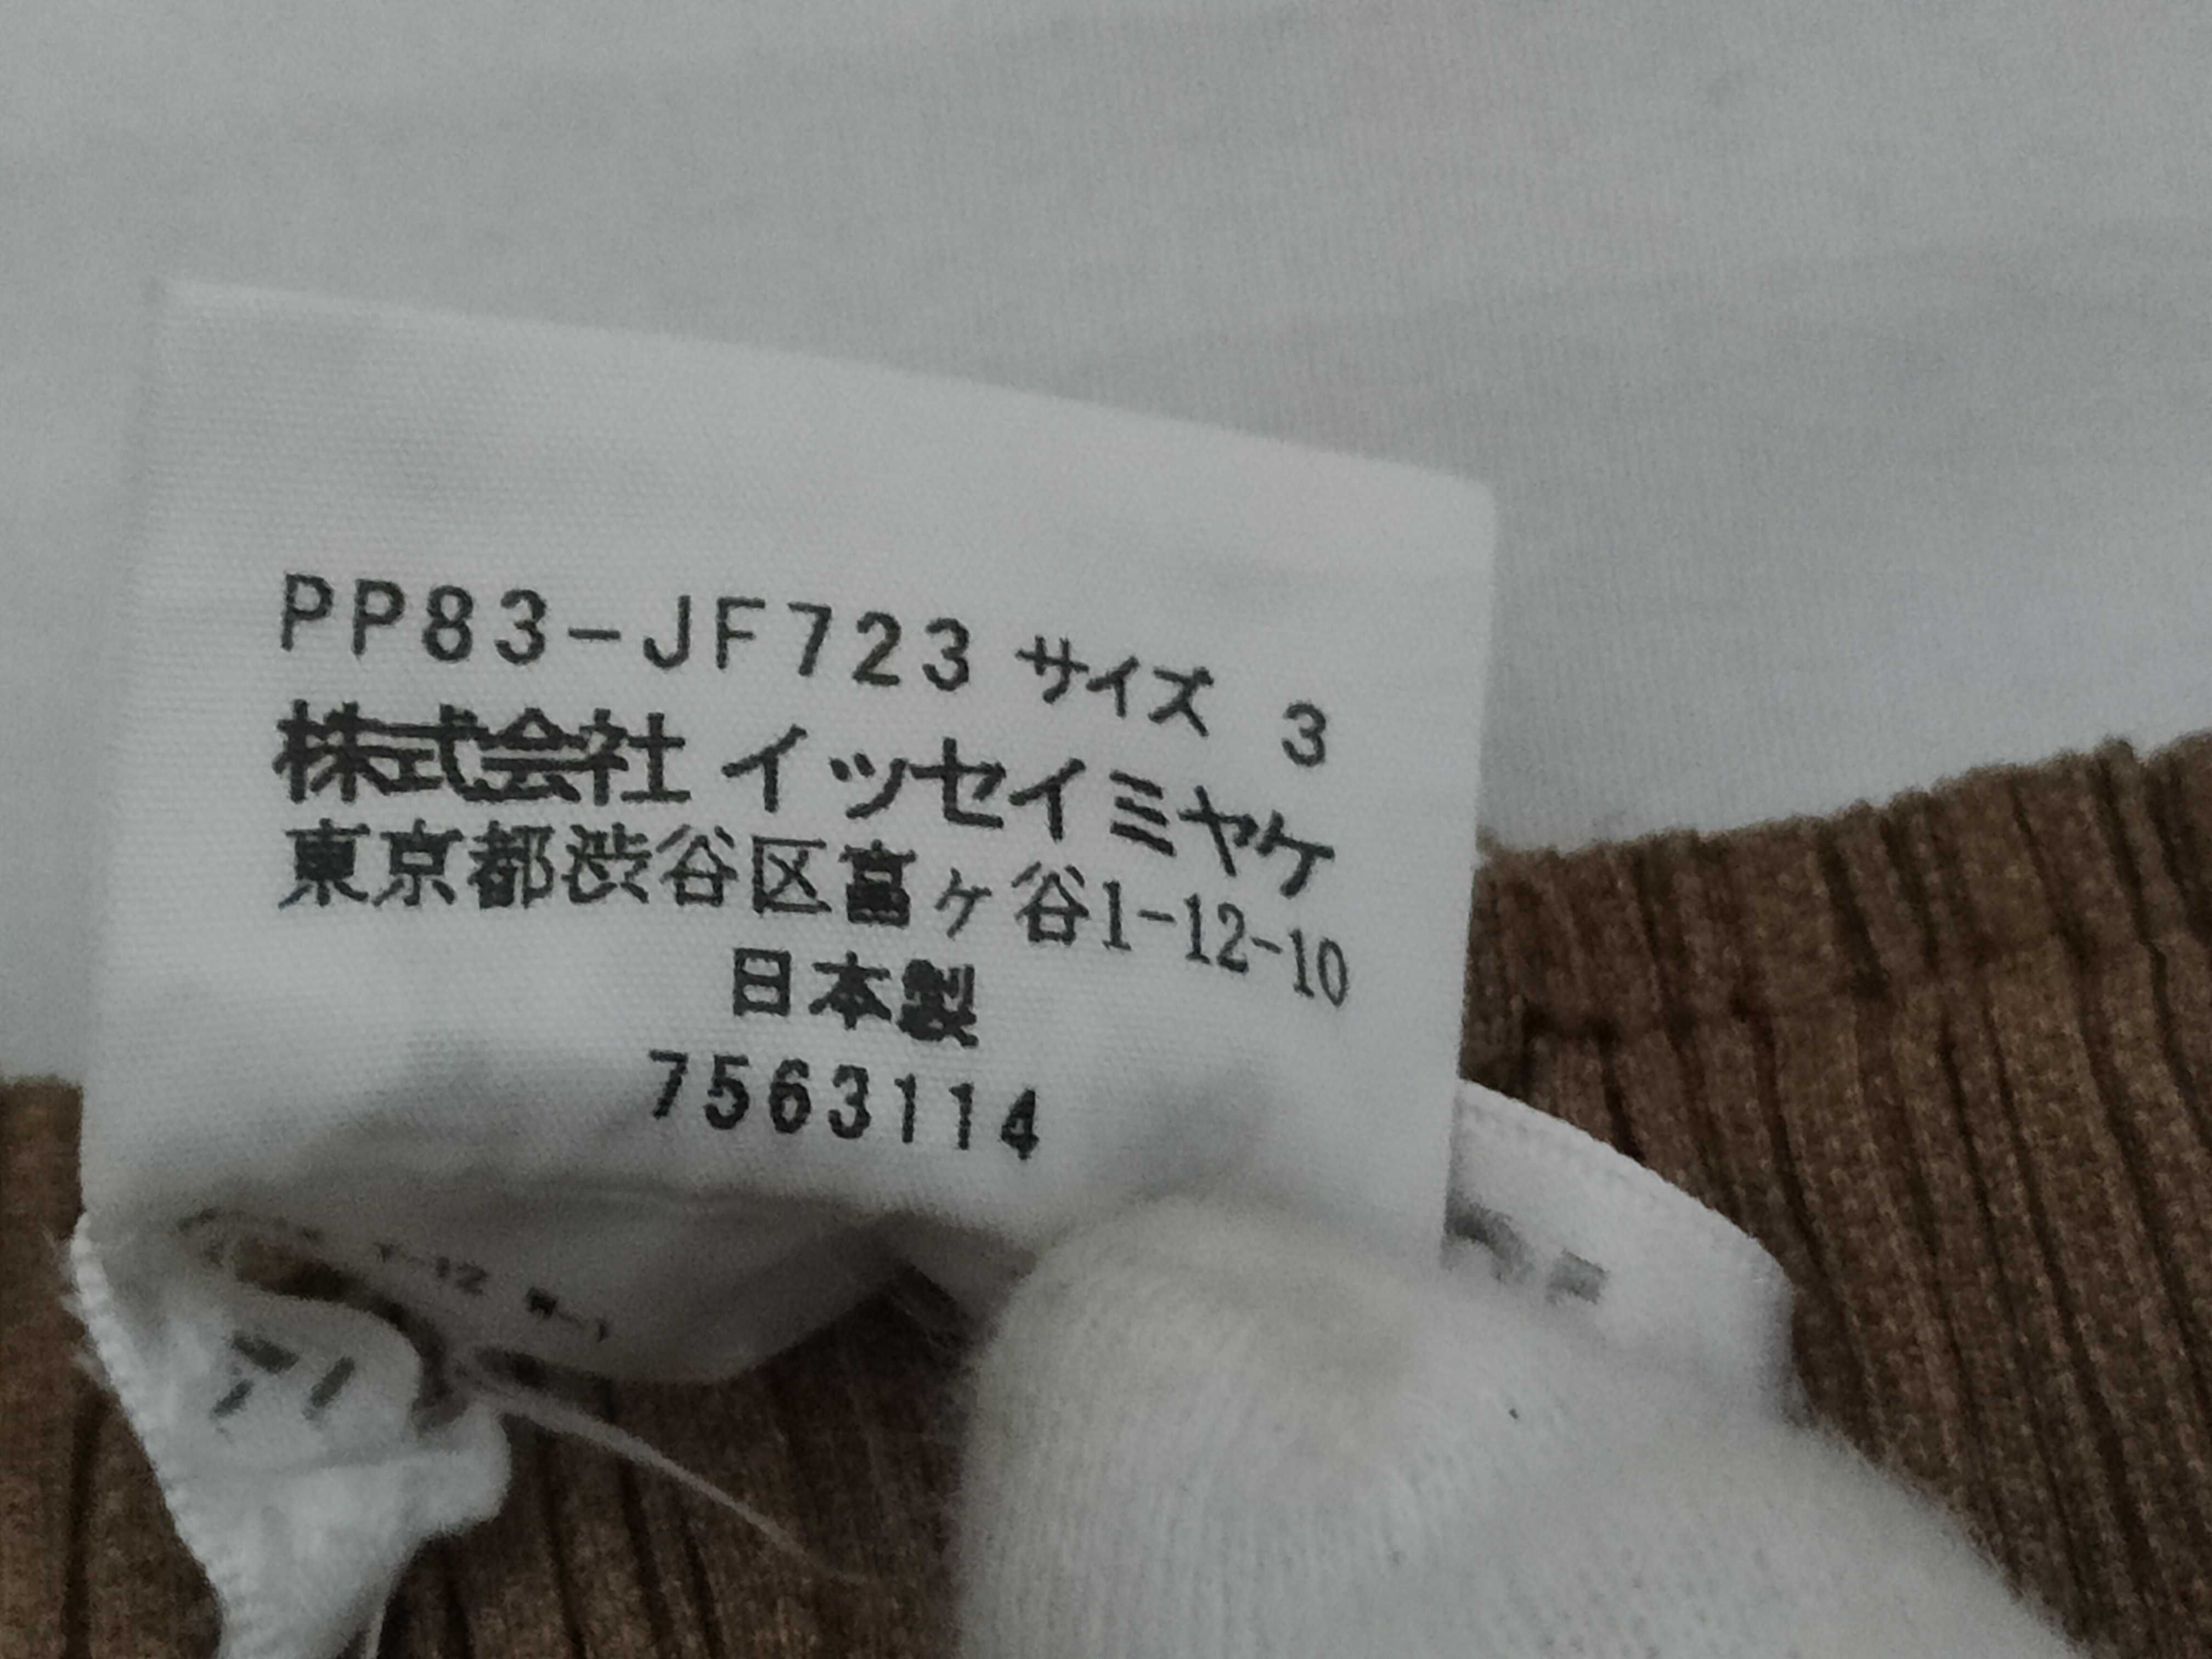 PP83-JF723 サイズ 3
株式会社 イッセイミヤケ
東京都渋谷区富ヶ谷1-12-10
日本製
7563114